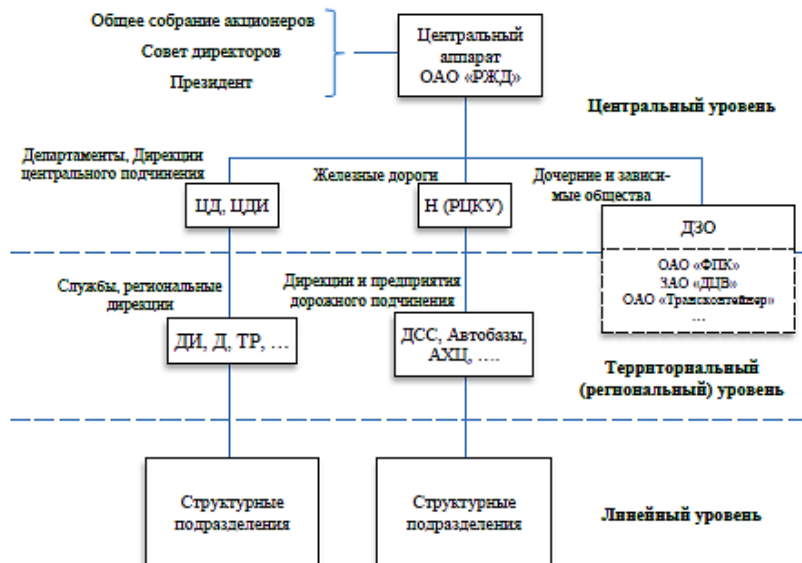 Общее собрание акционеров
Совет директоров
Президент
Центральный
аппарат
ОАО «РЖД»
Центральный уровень
Департаменты, Дирекции
центрального подчинения
Железные дороги
Дочерние и зависи-
мые общества
ЦД, ЦДИ
Н (РЦКУ)
ДЗО
ОАО «ФПК»
ЗАО «ДЦВ»
ОАО «Трансконтейнер»
...
Службы, региональные
дирекции
Дирекции и предприятия
дорожного подчинения
ДИ, Д, ТР, ...
ДСС, Автобазы,
АХЦ, ....
Территориальный
(региональный) уровень
Структурные
подразделения
Структурные
подразделения
Линейный уровень